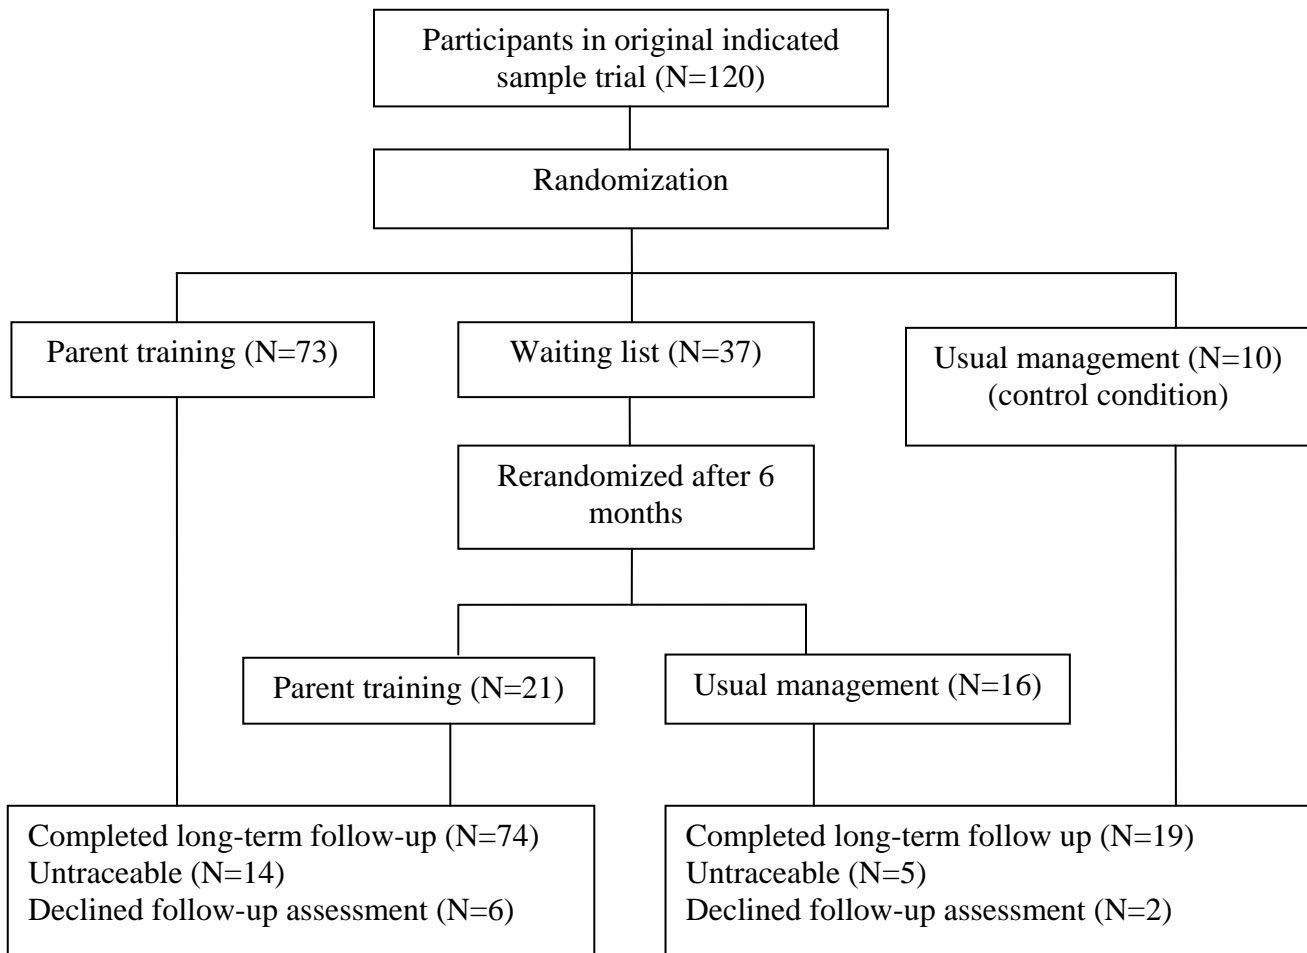 Participants in original indicated
sample trial (N=120)
Randomization
Parent training (N=73)
Waiting list (N=37)
Usual management (N=10)
(control condition)
Rerandomized after 6
months
Parent training (N=21)
Usual management (N=16)
Completed long-term follow-up (N=74)
Untraceable (N=14)
Declined follow-up assessment (N=6)
Completed long-term follow up (N=19)
Untraceable (N=5)
Declined follow-up assessment (N=2)